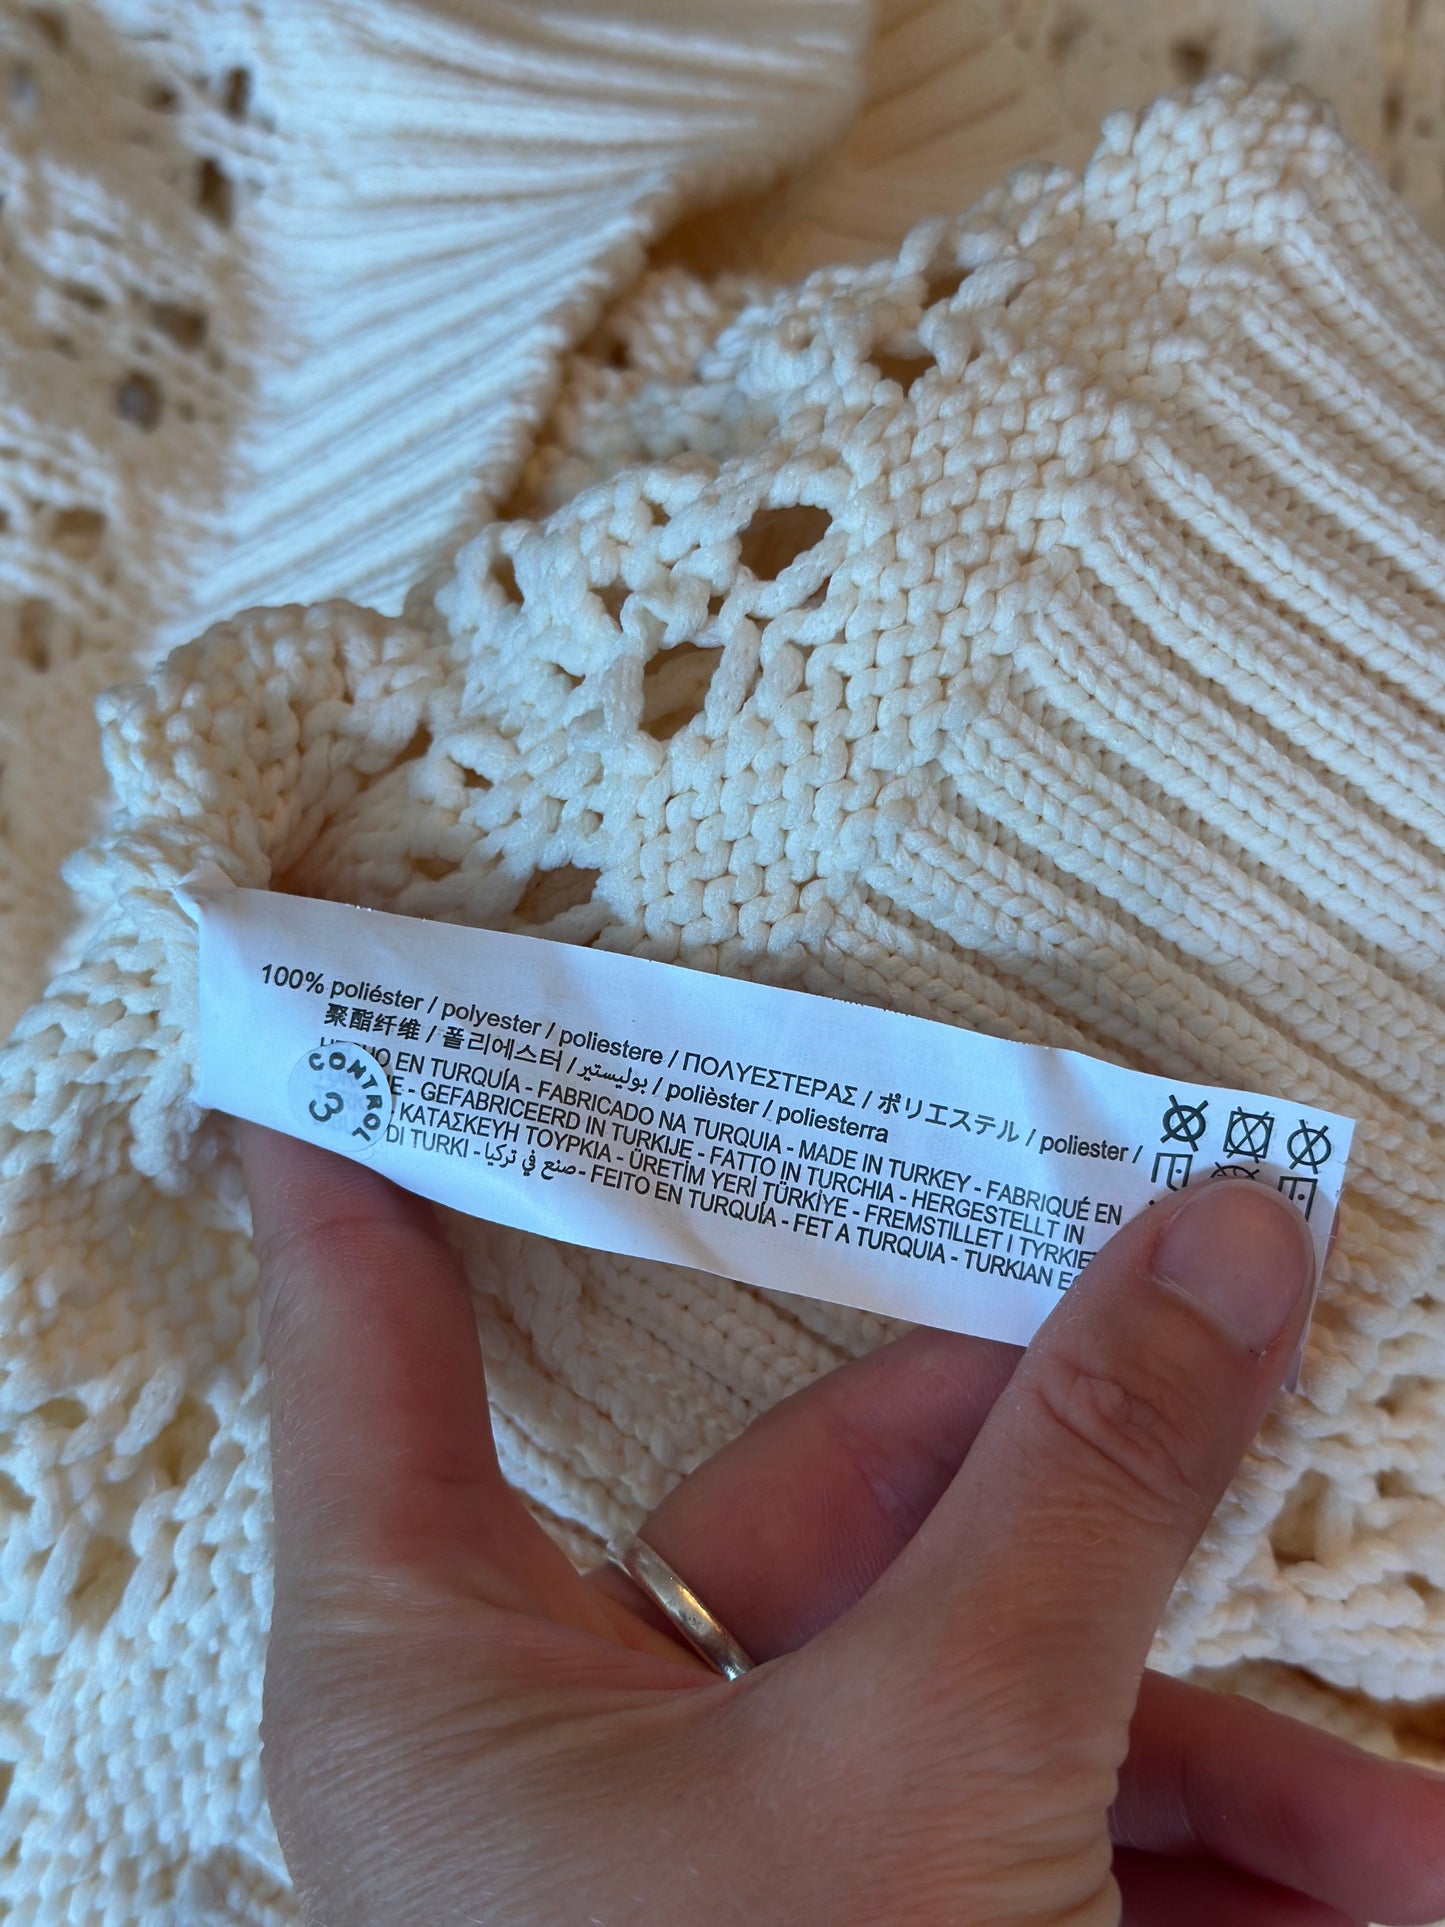 100% poliéster / polyester / poliestere / ΠΟΛΥΕΣΤΕΡΑΣ / ポリエステル / poliester /
聚酯纤维 / 폴리에스터 / بوليستير / polièster / poliesterra
EN TURQUÍA - FABRICADO NA TURQUIA - MADE IN TURKEY - FABRIQUÉ EN
- GEFABRICEERD IN TURKIJE - FATTO IN TURCHIA - HERGESTELLT IN
- ΚΑΤΑΣΚΕΥΗ ΤΟΥΡΚΙΑ - ÜRETİM YERİ TÜRKİYE - FREMSTILLET I
DI TURKI - صنع في تركيا - FEITO EN TURQUÍA - FET A TURQUIA - TURKIAN
CONTROL
3